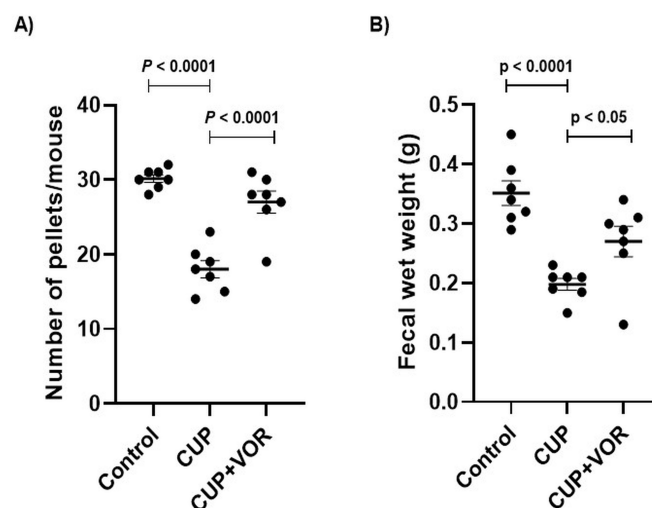 A)
P < 0.0001
P < 0.0001
Number of pellets/mouse
40
30
20
10
0
Control
CUP
CUP+VOR
B)
p < 0.0001
p < 0.05
Fecal wet weight (g)
0.5
0.4
0.3
0.2
0.1
0.0
Control
CUP
CUP+VOR